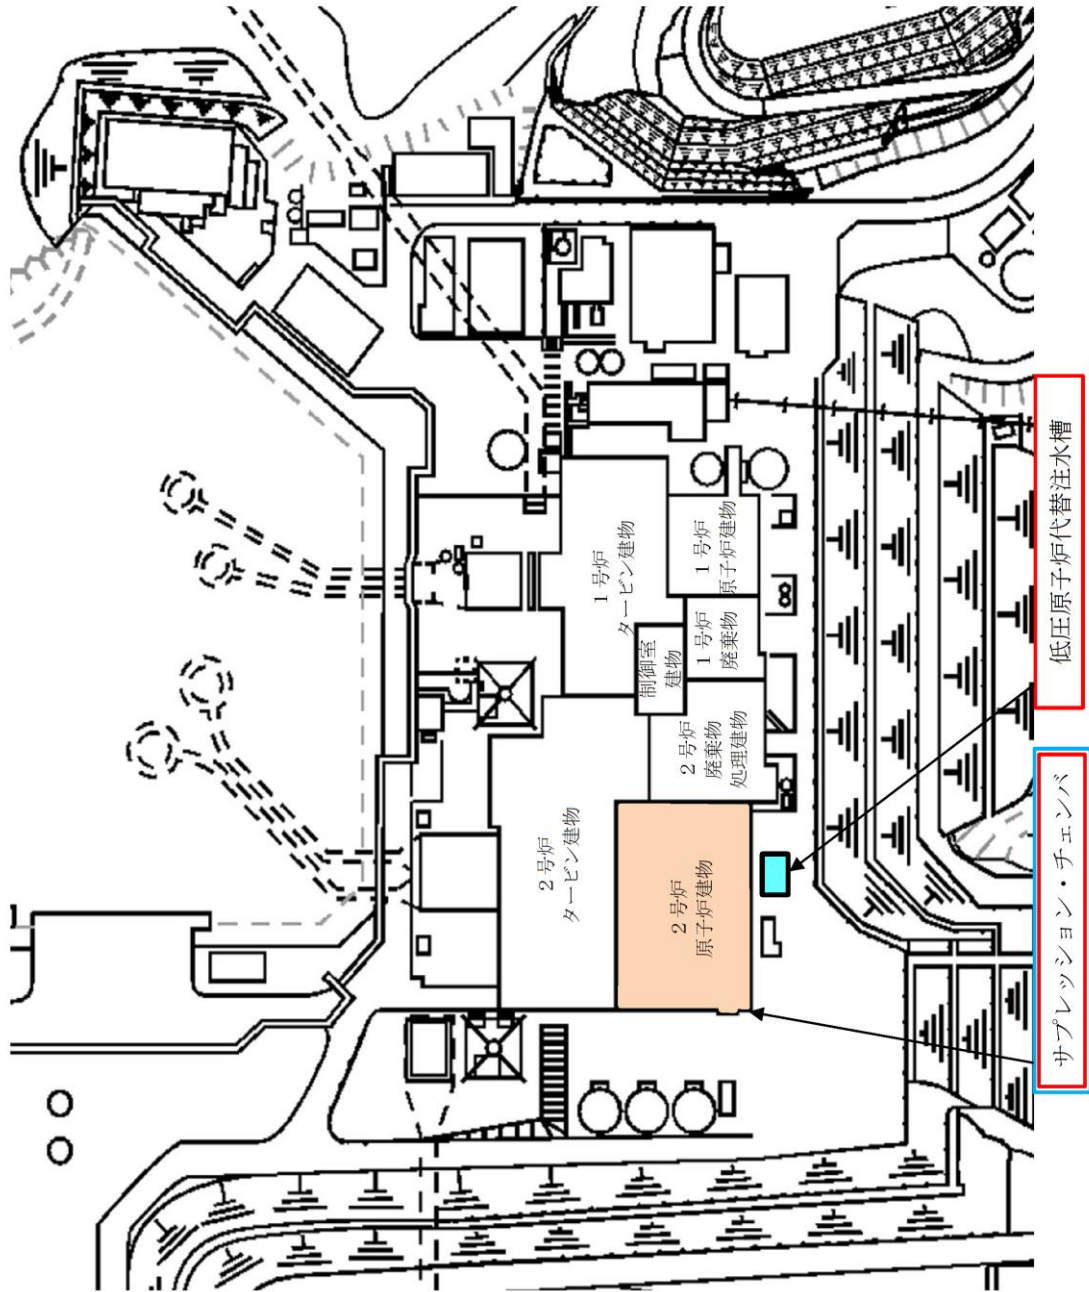 2号炉
タービン建物
1号炉
タービン建物
制御室
建物
2号炉
原子炉建物
2号炉
廃棄物
処理建物
1号炉
廃棄物
1号炉
原子炉建物
サプレッション・チェンバ
低圧原子炉代替注水槽